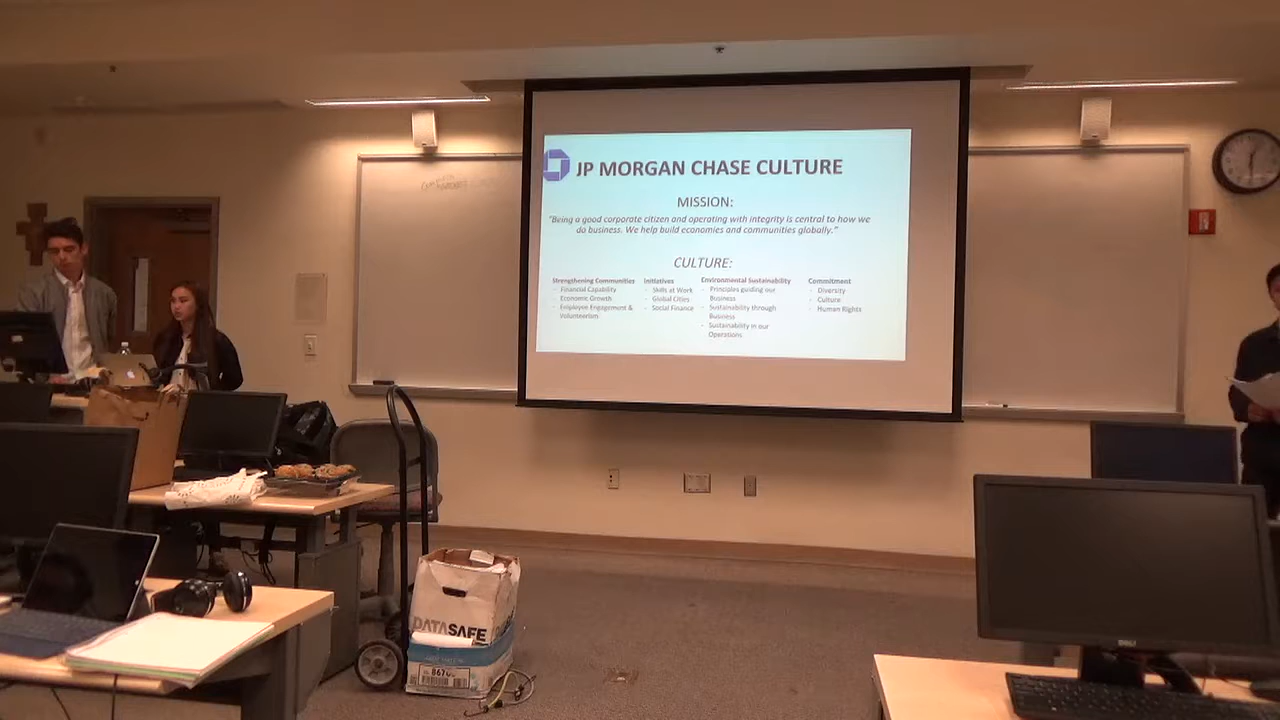 JP MORGAN CHASE CULTURE
MISSION:
"Being a good corporate citizen and operating with integrity is central to how we
do business. We help build economies and communities globally."
CULTURE:
Strengthening Communities
- Financial Capability
- Economic Growth
- Employee Engagement &
Volunteerism
Initiatives
- Skills at Work
- Global Cities
- Social Finance
Environmental Sustainability
- Principles guiding our
Business
- Sustainability through
Business
- Sustainability in our
Operations
Commitment
- Diversity
- Culture
- Human Rights
DATASAFE
DELL